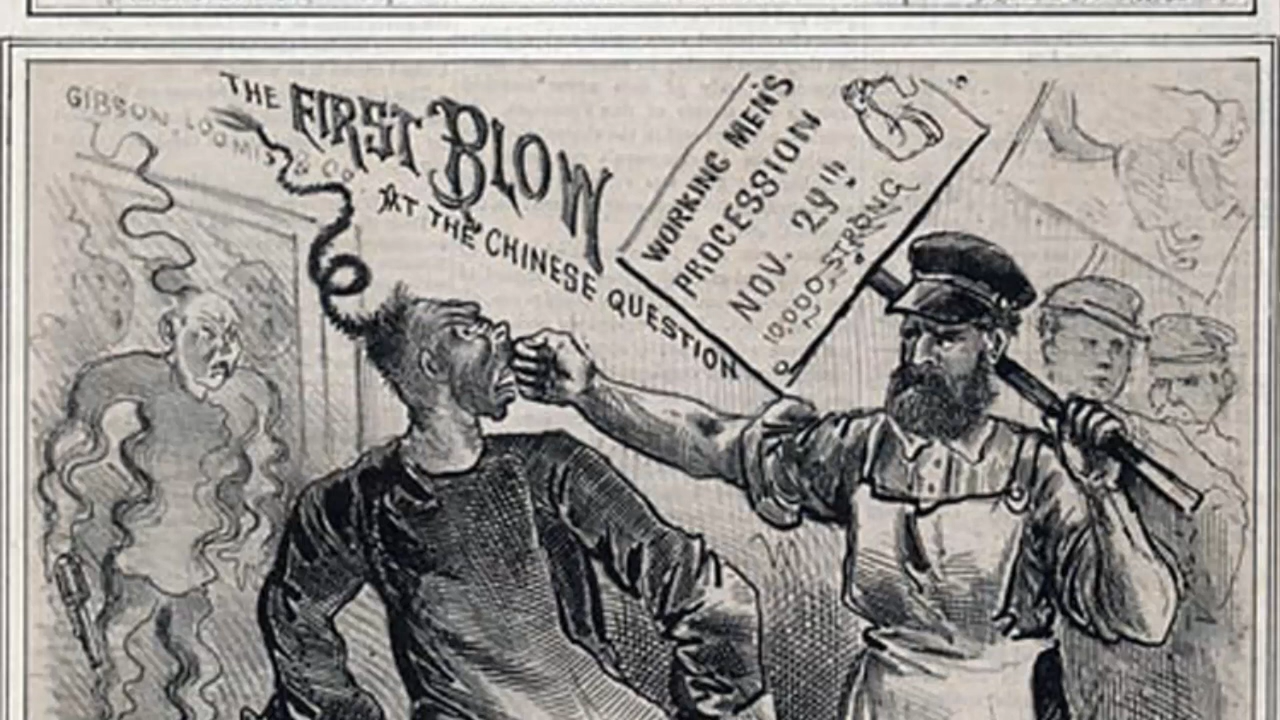 GIBSON, LOOMIS & CO
THE FIRST BLOW
AT THE CHINESE QUESTION
WORKING MEN'S
PROCESSION
NOV. 29TH
10,000 STRONG